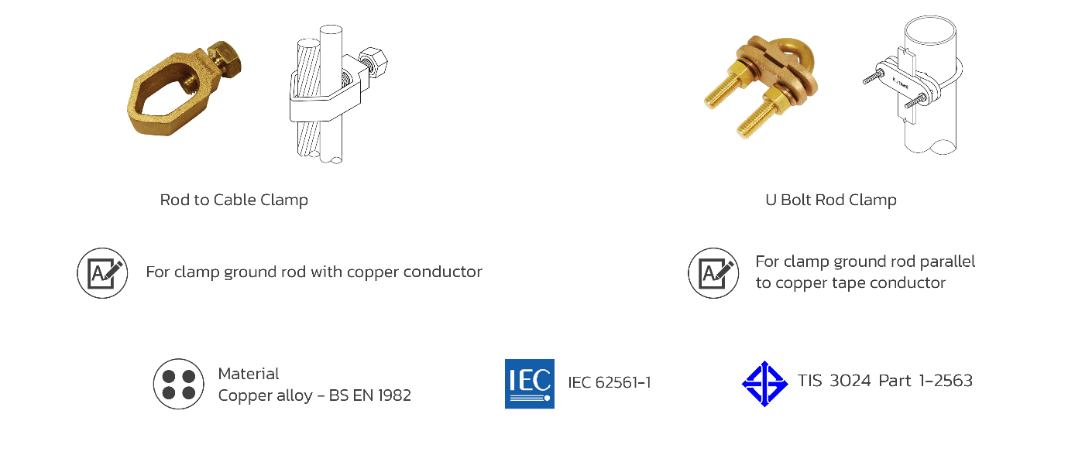 Rod to Cable Clamp
U Bolt Rod Clamp
A
For clamp ground rod with copper conductor
A
For clamp ground rod parallel
to copper tape conductor
Material
Copper alloy - BS EN 1982
IEC
IEC 62561-1
TIS 3024 Part 1-2563